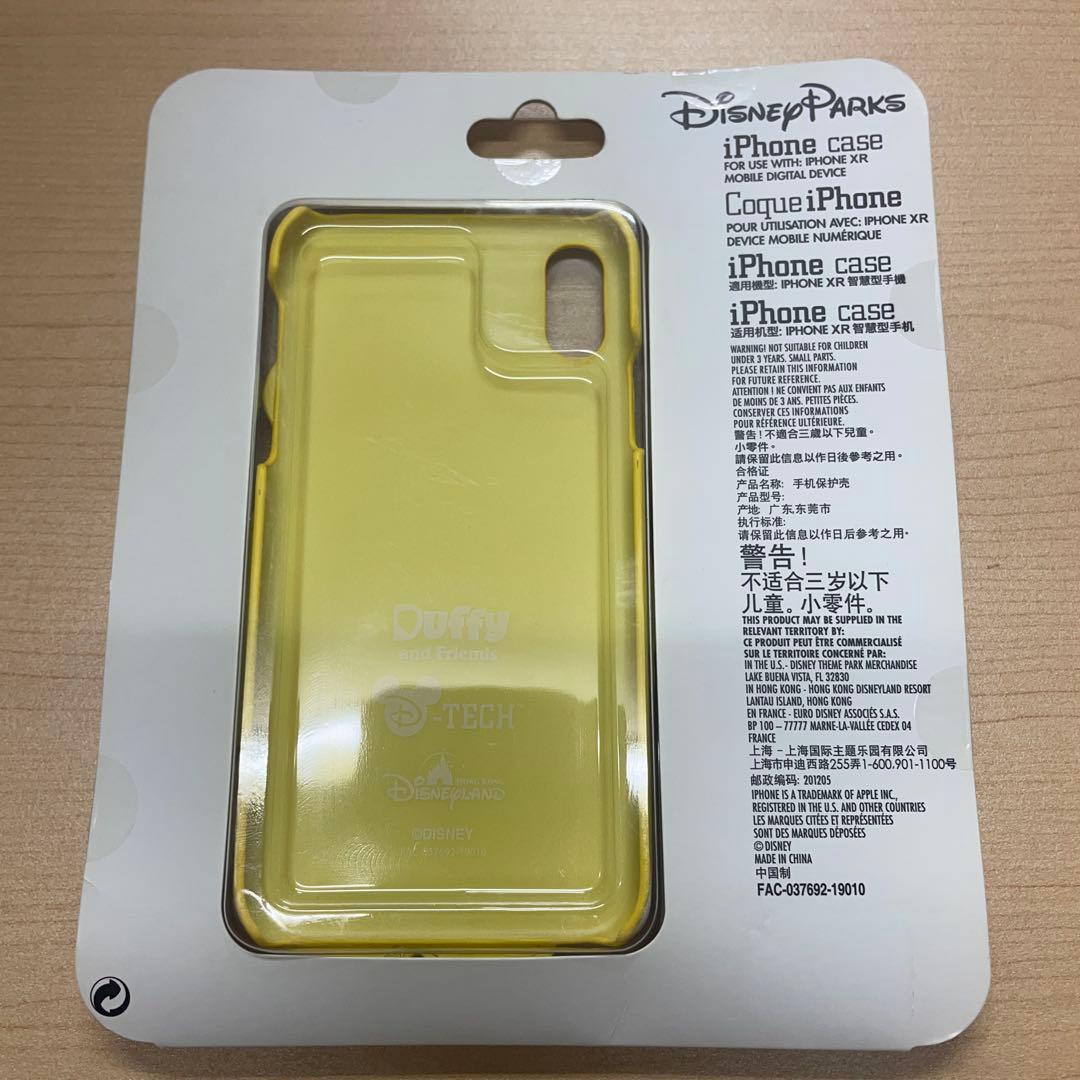 Disney Parks
iPhone case
FOR USE WITH: IPHONE XR
MOBILE DIGITAL DEVICE
Coque iPhone
POUR UTILISATION AVEC: IPHONE XR
DEVICE MOBILE NUMÉRIQUE
iPhone case
適用機型: IPHONE XR 智慧型手機
iPhone case
适用机型: IPHONE XR 智慧型手机
WARNING! NOT SUITABLE FOR CHILDREN
UNDER 3 YEARS. SMALL PARTS.
PLEASE RETAIN THIS INFORMATION
FOR FUTURE REFERENCE.
ATTENTION ! NE CONVIENT PAS AUX ENFANTS
DE MOINS DE 3 ANS. PETITES PIÈCES.
CONSERVER CES INFORMATIONS
POUR RÉFÉRENCE ULTÉRIEURE.
警告!不適合三歲以下兒童。
小零件。
請保留此信息以作日後參考之用。
合格证
产品名称: 手机保护壳
产品型号:
产地: 广东,东莞市
执行标准:
请保留此信息以作日后参考之用。
警告!
不适合三岁以下
儿童。小零件。
THIS PRODUCT MAY BE SUPPLIED IN THE
RELEVANT TERRITORY BY:
CE PRODUIT PEUT ÊTRE COMMERCIALISÉ
SUR LE TERRITOIRE CONCERNÉ PAR:
IN THE U.S. - DISNEY THEME PARK MERCHANDISE
LAKE BUENA VISTA, FL 32830
IN HONG KONG - HONG KONG DISNEYLAND RESORT
LANTAU ISLAND, HONG KONG
EN FRANCE - EURO DISNEY ASSOCIÉS S.A.S.
BP 100 – 77777 MARNE-LA-VALLÉE CEDEX 04
FRANCE
上海 - 上海国际主题乐园有限公司
上海市申迪西路255弄1-600,901-1100号
邮政编码: 201205
IPHONE IS A TRADEMARK OF APPLE INC.,
REGISTERED IN THE U.S. AND OTHER COUNTRIES
LES MARQUES CITÉES ET REPRÉSENTÉES
SONT DES MARQUES DÉPOSÉES
© DISNEY
MADE IN CHINA
中国制
FAC-037692-19010
Duffy
and Friends
D-TECH™
HONG KONG
DISNEYLAND
©DISNEY
FAC-037692-19010